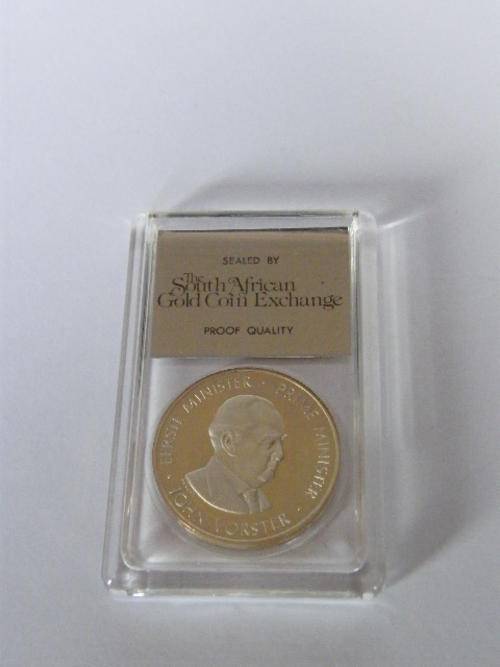 SEALED BY
The
South African
Gold Coin Exchange
PROOF QUALITY
EERSTE MINISTER · PRIME MINISTER
· JOHN VORSTER ·